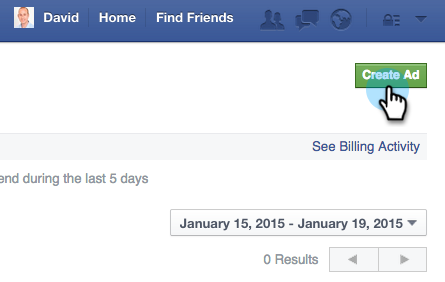 David Home Find Friends
Create Ad
See Billing Activity
end during the last 5 days
January 15, 2015 - January 19, 2015
0 Results